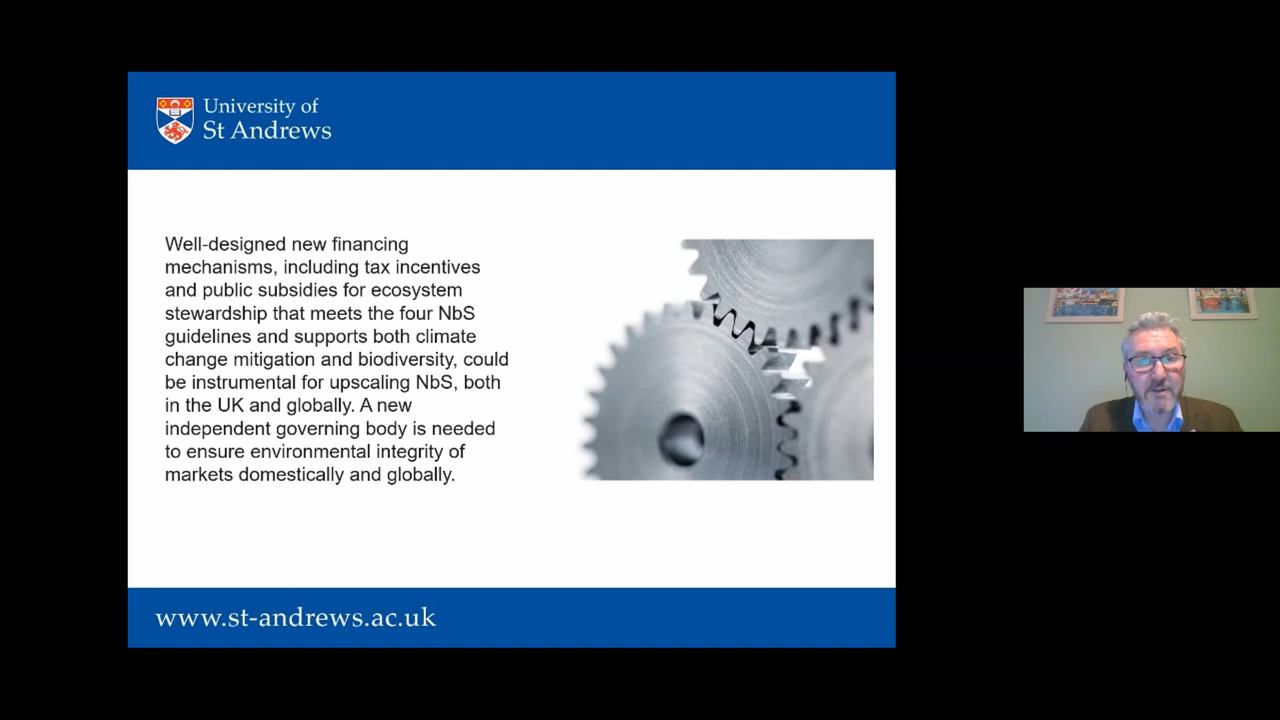 University of
St Andrews
Well-designed new financing
mechanisms, including tax incentives
and public subsidies for ecosystem
stewardship that meets the four NbS
guidelines and supports both climate
change mitigation and biodiversity, could
be instrumental for upscaling NbS, both
in the UK and globally. A new
independent governing body is needed
to ensure environmental integrity of
markets domestically and globally.
www.st-andrews.ac.uk